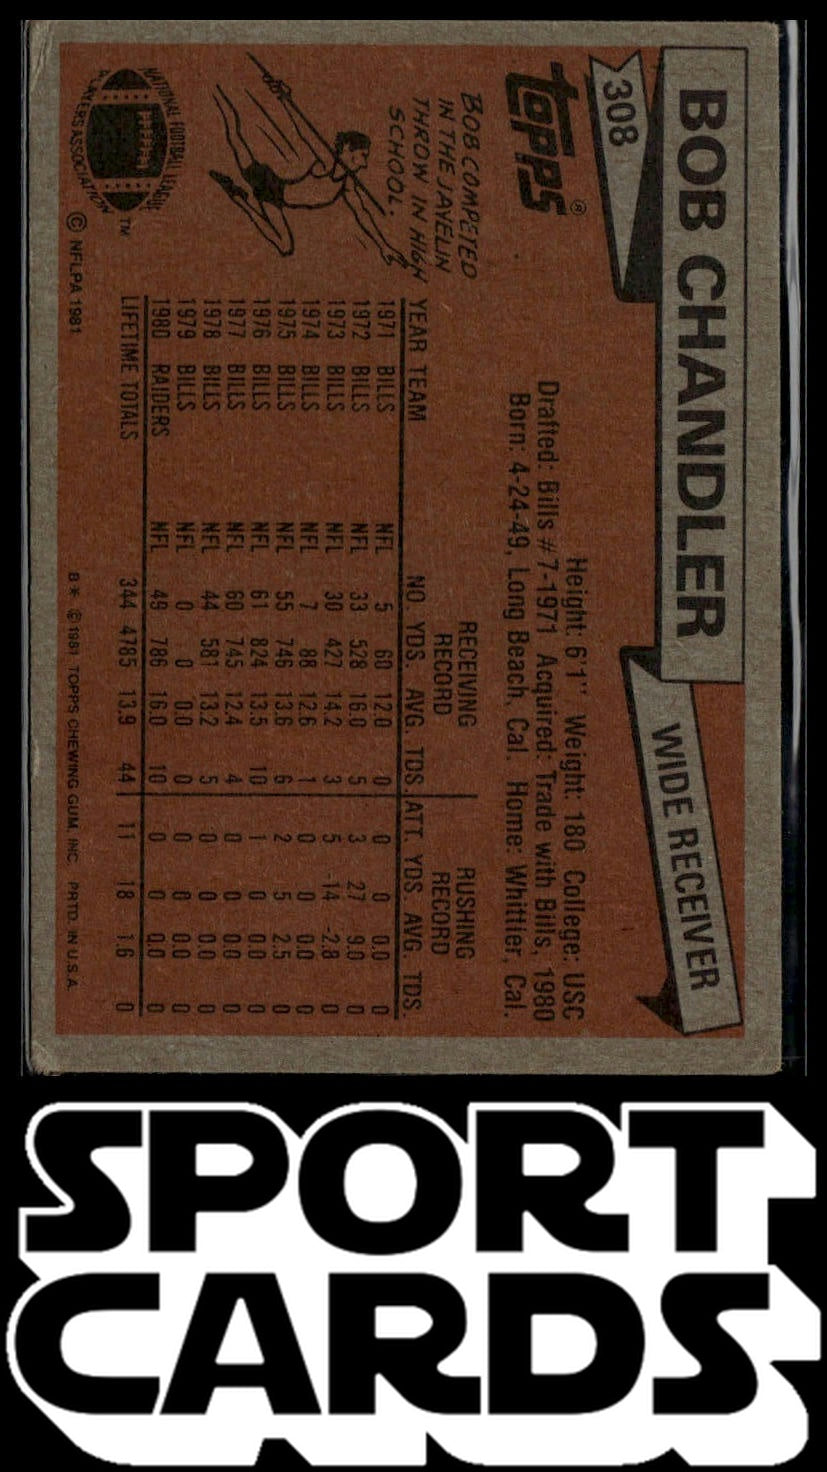 308
BOB CHANDLER
WIDE RECEIVER
Topps®
Height: 6'1" Weight: 180 College: USC
Drafted: Bills #7-1971 Acquired: Trade with Bills, 1980
Born: 4-24-49, Long Beach, Cal. Home: Whittier, Cal.
BOB COMPETED
IN THE JAVELIN
THROW IN HIGH
SCHOOL.
RECEIVING RUSHING
RECORD RECORD
YEAR TEAM NO. YDS. AVG. TDS. ATT. YDS. AVG. TDS.
1971 BILLS NFL 5 60 12.0 0 0 0 0.0 0
1972 BILLS NFL 33 528 16.0 5 3 27 9.0 0
1973 BILLS NFL 30 427 14.2 3 5 -14 -2.8 0
1974 BILLS NFL 7 88 12.6 1 0 0 0.0 0
1975 BILLS NFL 55 746 13.6 6 2 5 2.5 0
1976 BILLS NFL 61 824 13.5 10 1 0 0.0 0
1977 BILLS NFL 60 745 12.4 4 0 0 0.0 0
1978 BILLS NFL 44 581 13.2 5 0 0 0.0 0
1979 BILLS NFL 0 0 0.0 0 0 0 0.0 0
1980 RAIDERS NFL 49 786 16.0 10 0 0 0.0 0
LIFETIME TOTALS 344 4785 13.9 44 11 18 1.6 0
NATIONAL FOOTBALL LEAGUE
PLAYERS ASSOCIATION
TM
© NFLPA 1981
B* © 1981 TOPPS CHEWING GUM, INC. PRTD. IN U.S.A.
SPORT
CARDS